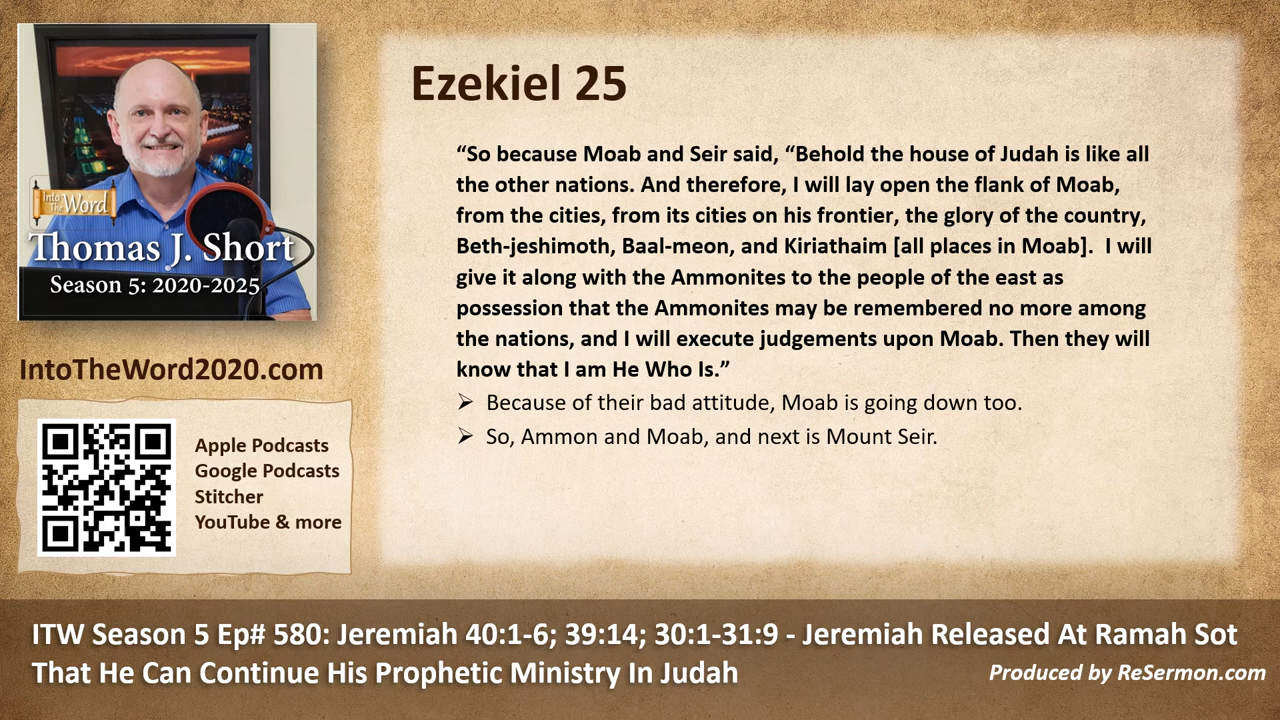 Into
The Word
Thomas J. Short
Season 5: 2020-2025
IntoTheWord2020.com
Apple Podcasts
Google Podcasts
Stitcher
YouTube & more
Ezekiel 25
“So because Moab and Seir said, “Behold the house of Judah is like all
the other nations. And therefore, I will lay open the flank of Moab,
from the cities, from its cities on his frontier, the glory of the country,
Beth-jeshimoth, Baal-meon, and Kiriathaim [all places in Moab].  I will
give it along with the Ammonites to the people of the east as
possession that the Ammonites may be remembered no more among
the nations, and I will execute judgements upon Moab. Then they will
know that I am He Who Is.”
➢ Because of their bad attitude, Moab is going down too.
➢ So, Ammon and Moab, and next is Mount Seir.
ITW Season 5 Ep# 580: Jeremiah 40:1-6; 39:14; 30:1-31:9 - Jeremiah Released At Ramah Sot
That He Can Continue His Prophetic Ministry In Judah
Produced by ReSermon.com